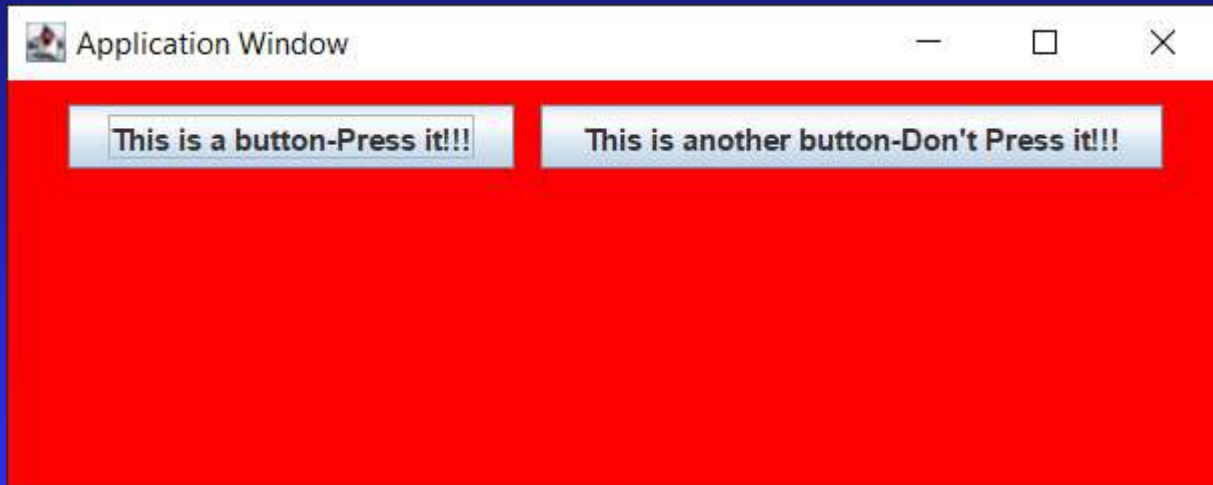 Application Window
This is a button-Press it!!!
This is another button-Don't Press it!!!